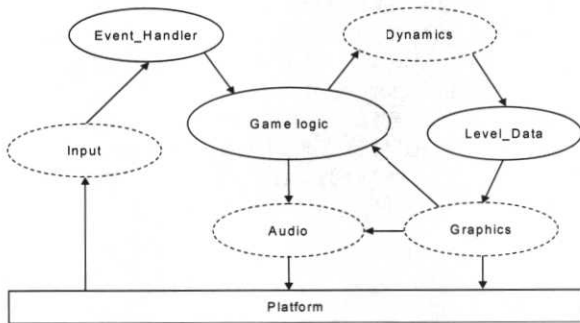 Event_Handler
Dynamics
Game logic
Level_Data
Input
Audio
Graphics
Platform